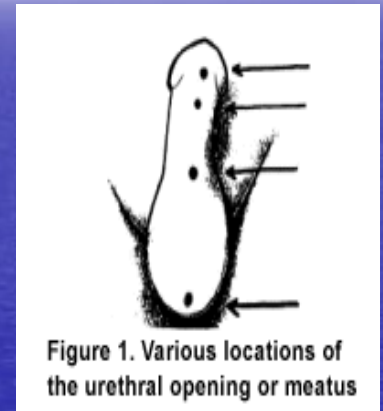 Figure 1. Various locations of
the urethral opening or meatus